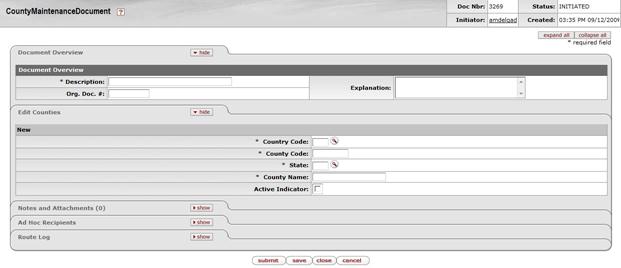 CountyMaintenanceDocument ?
Doc Nbr: 3269 Status: INITIATED
Initiator: amdelgad Created: 03:35 PM 09/12/2009
expand all collapse all
* required field
Document Overview hide
Document Overview
* Description: Explanation:
Org. Doc. #:
Edit Counties hide
New
* Country Code:
* County Code:
* State:
* County Name:
Active Indicator:
Notes and Attachments (0) show
Ad Hoc Recipients show
Route Log show
submit save close cancel